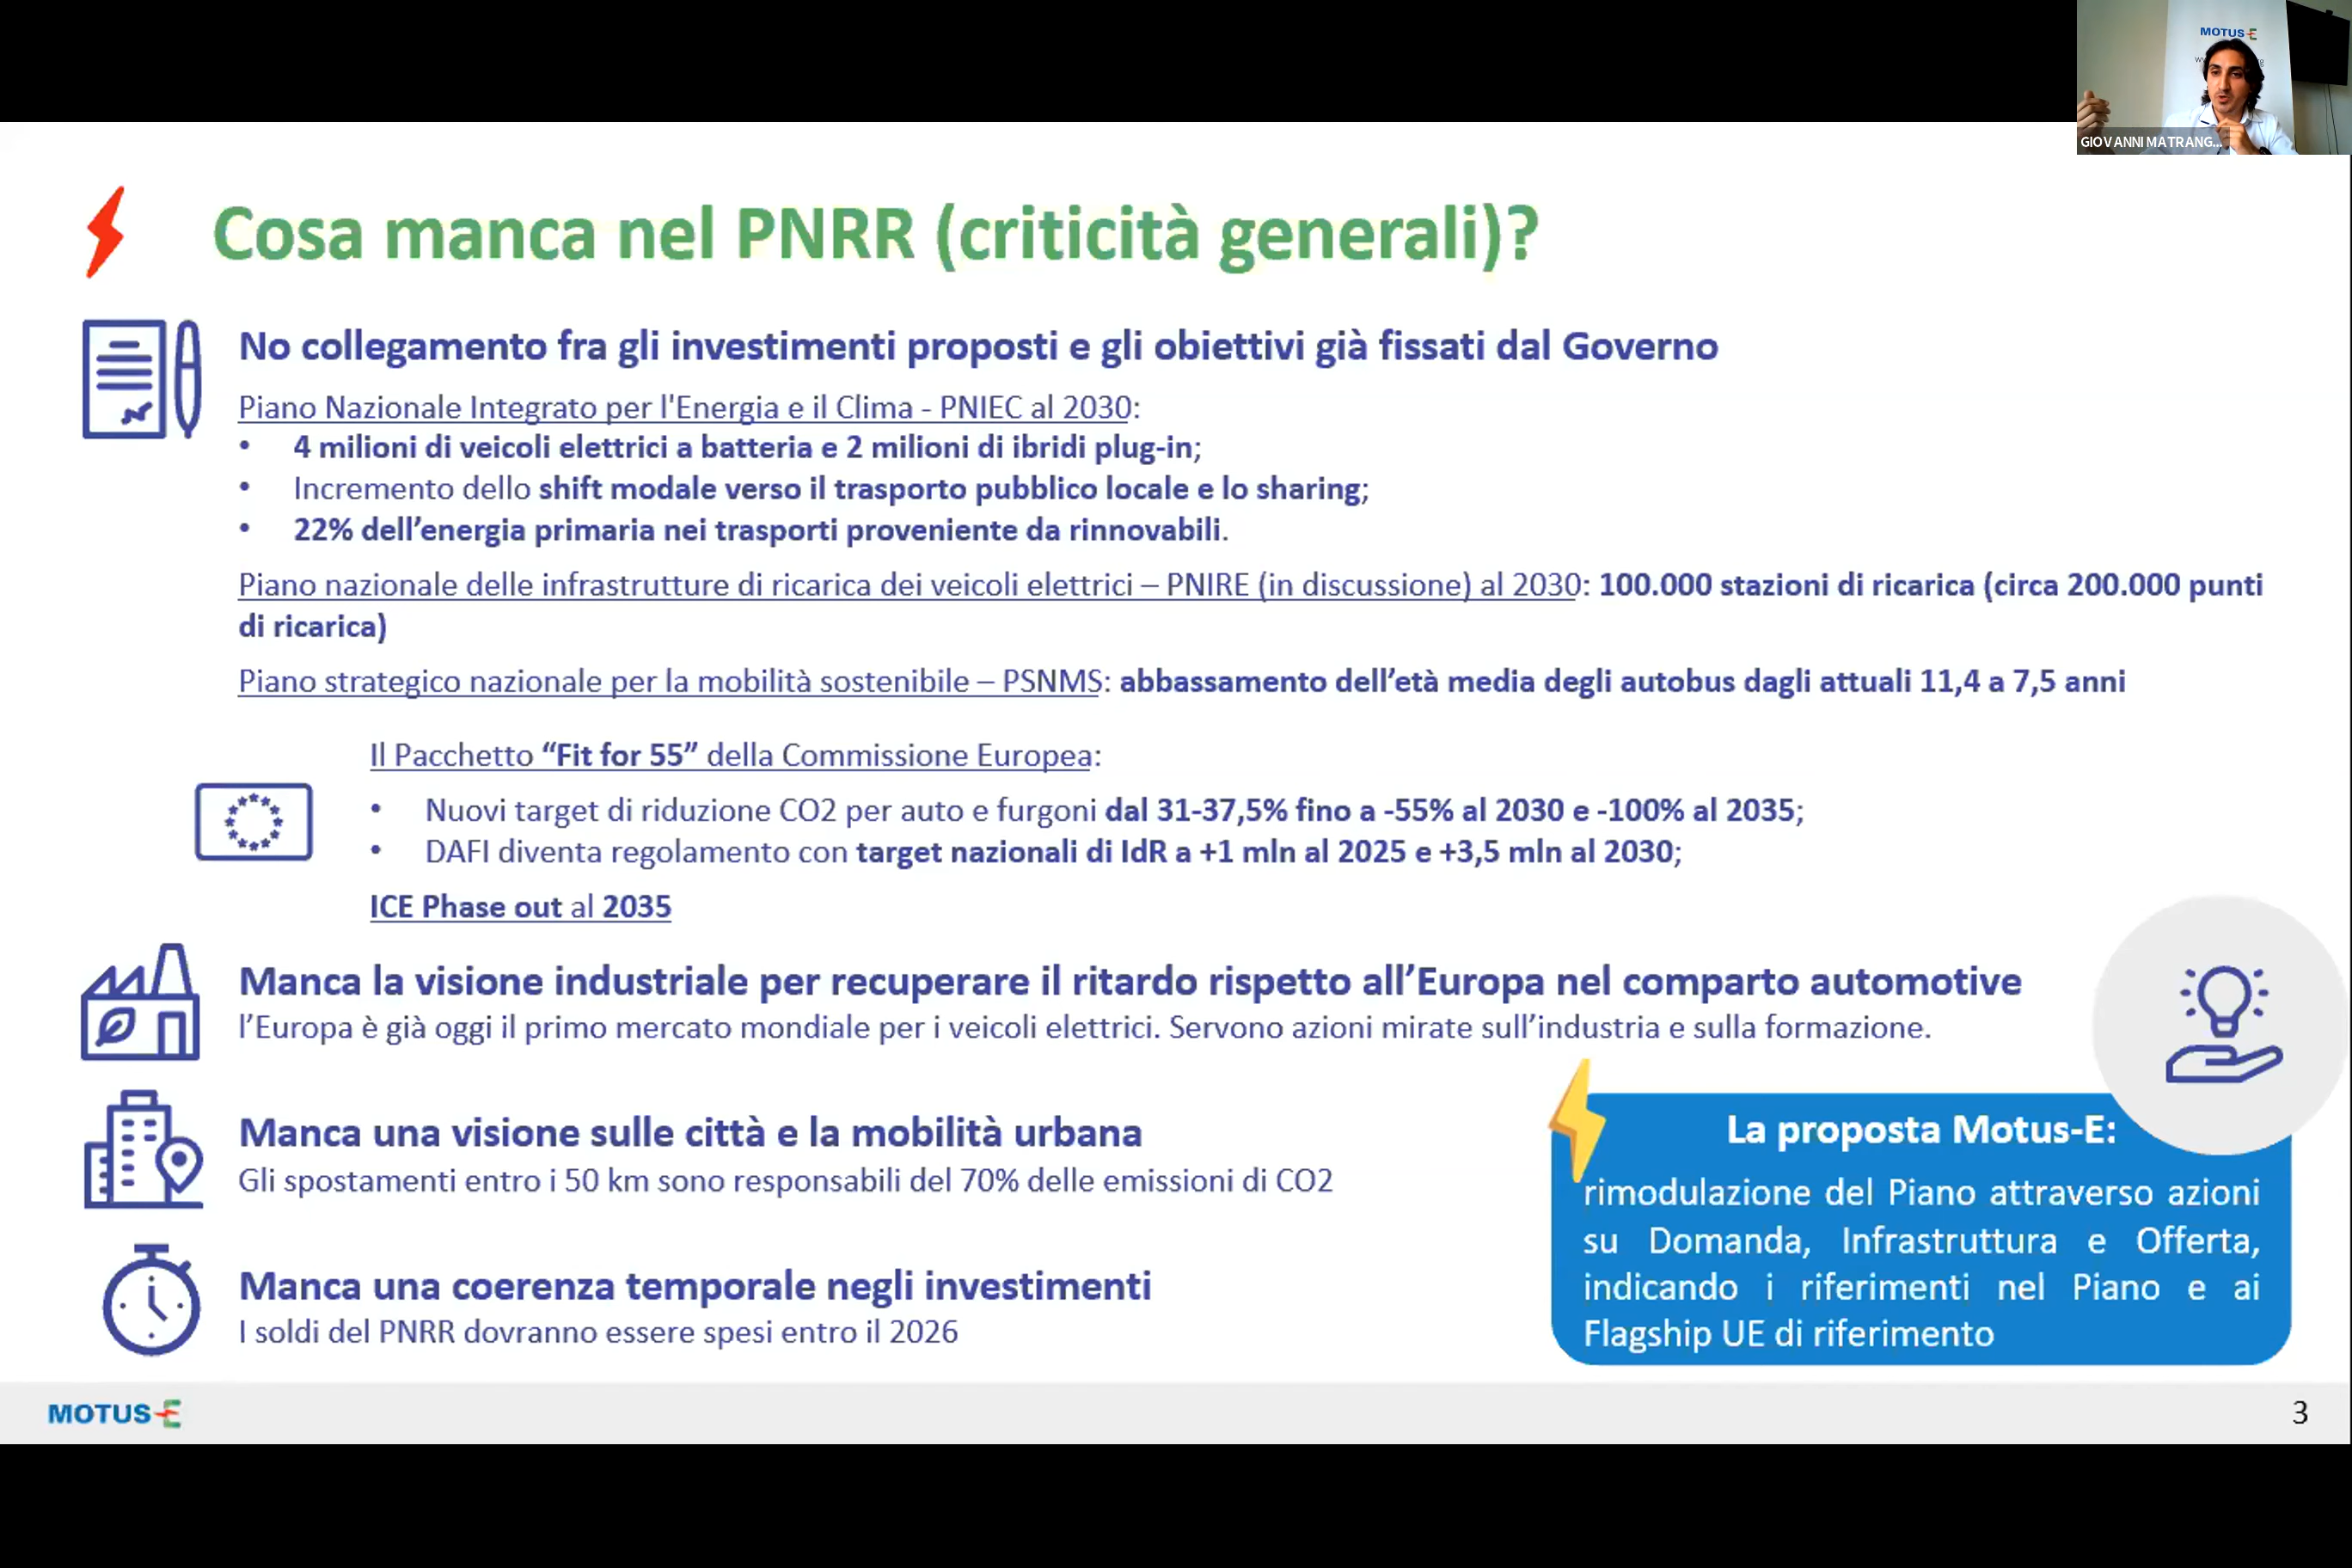 MOTUS-E
GIOVANNI MATRANG...
Cosa manca nel PNRR (criticità generali)?
No collegamento fra gli investimenti proposti e gli obiettivi già fissati dal Governo
Piano Nazionale Integrato per l'Energia e il Clima - PNIEC al 2030:
• 4 milioni di veicoli elettrici a batteria e 2 milioni di ibridi plug-in;
• Incremento dello shift modale verso il trasporto pubblico locale e lo sharing;
• 22% dell'energia primaria nei trasporti proveniente da rinnovabili.
Piano nazionale delle infrastrutture di ricarica dei veicoli elettrici – PNIRE (in discussione) al 2030: 100.000 stazioni di ricarica (circa 200.000 punti
di ricarica)
Piano strategico nazionale per la mobilità sostenibile – PSNMS: abbassamento dell'età media degli autobus dagli attuali 11,4 a 7,5 anni
Il Pacchetto “Fit for 55” della Commissione Europea:
• Nuovi target di riduzione CO2 per auto e furgoni dal 31-37,5% fino a -55% al 2030 e -100% al 2035;
• DAFI diventa regolamento con target nazionali di IdR a +1 mln al 2025 e +3,5 mln al 2030;
ICE Phase out al 2035
Manca la visione industriale per recuperare il ritardo rispetto all'Europa nel comparto automotive
l'Europa è già oggi il primo mercato mondiale per i veicoli elettrici. Servono azioni mirate sull'industria e sulla formazione.
Manca una visione sulle città e la mobilità urbana
Gli spostamenti entro i 50 km sono responsabili del 70% delle emissioni di CO2
Manca una coerenza temporale negli investimenti
I soldi del PNRR dovranno essere spesi entro il 2026
La proposta Motus-E:
rimodulazione del Piano attraverso azioni
su Domanda, Infrastruttura e Offerta,
indicando i riferimenti nel Piano e ai
Flagship UE di riferimento
MOTUS-E
3